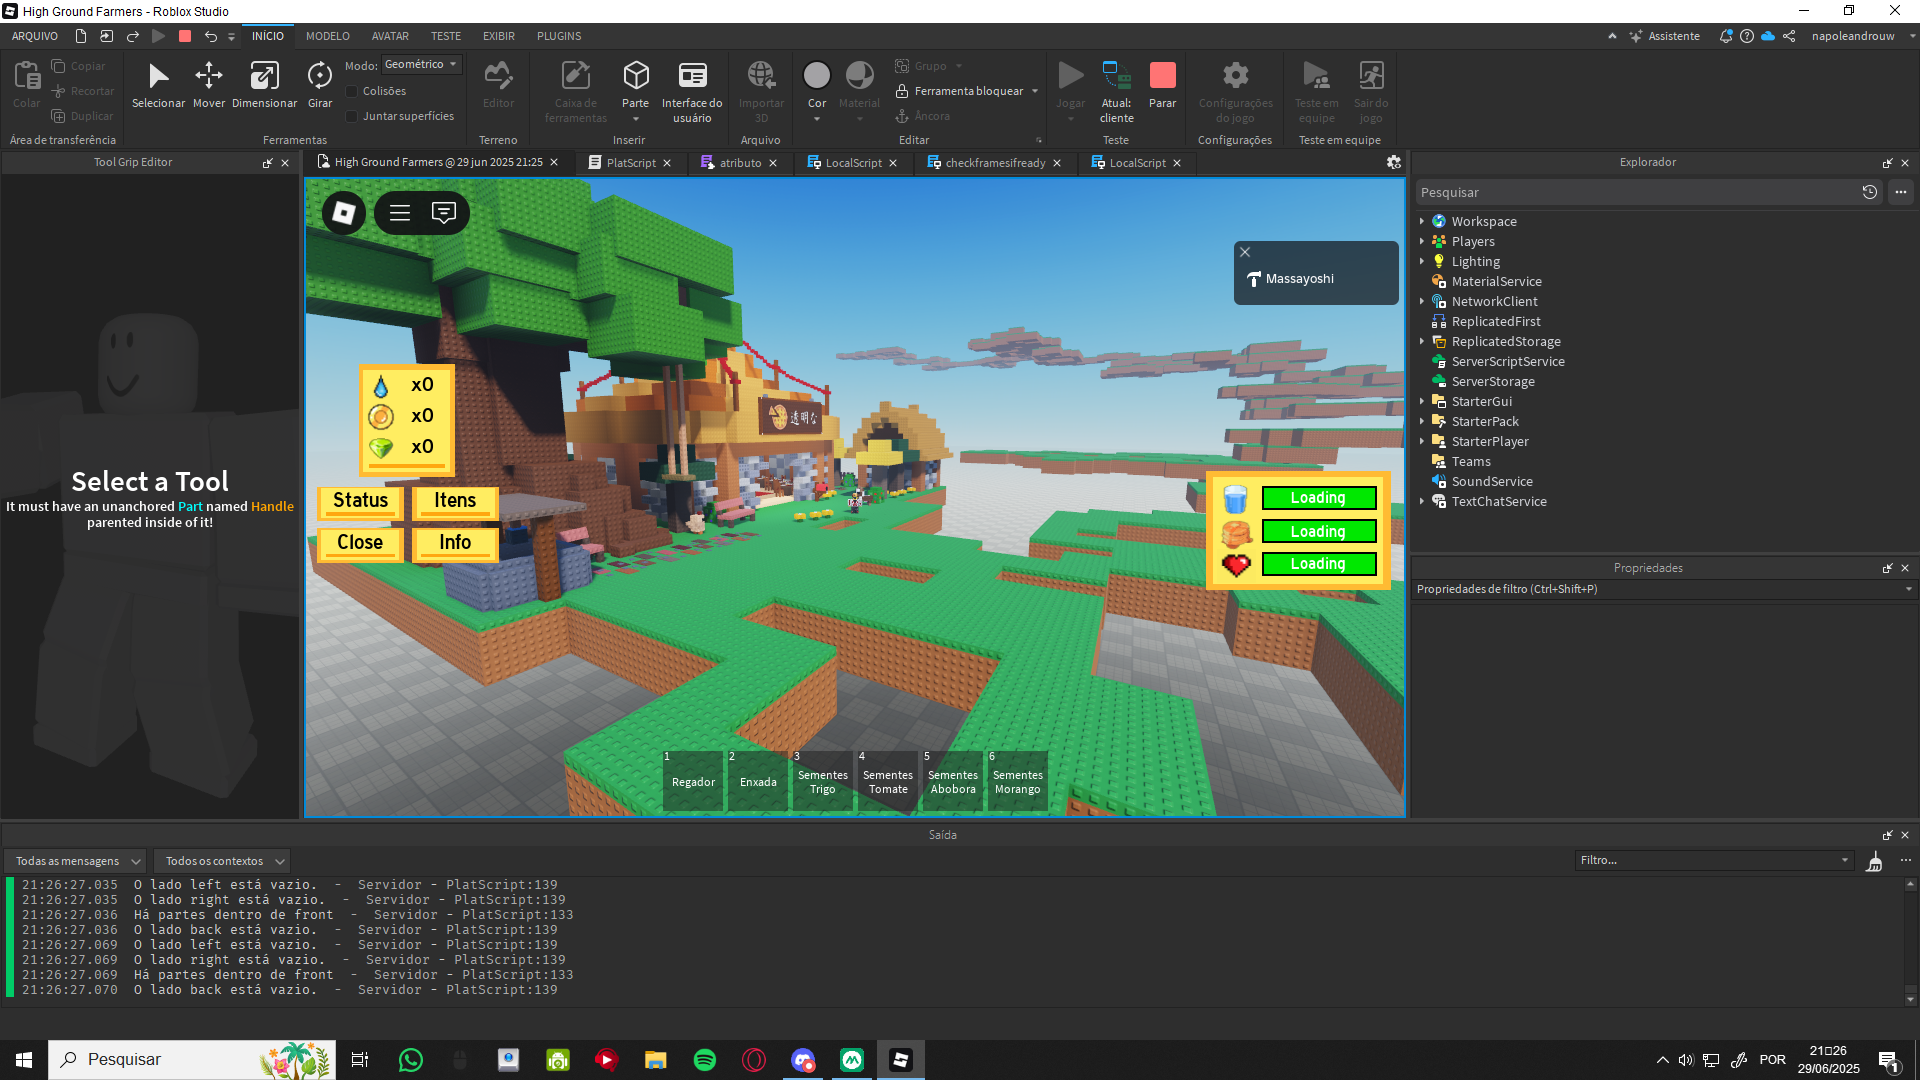 High Ground Farmers - Roblox Studio
ARQUIVO
INÍCIO
MODELO
AVATAR
TESTE
EXIBIR
PLUGINS
Assistente
napoleandrouw
Colar
Copiar
Recortar
Duplicar
Área de transferência
Selecionar
Mover
Dimensionar
Girar
Modo:
Geométrico
Colisões
Juntar superfícies
Ferramentas
Editor
Terreno
Caixa de
ferramentas
Parte
Interface do
usuário
Inserir
Importar
3D
Arquivo
Cor
Material
Grupo
Ferramenta bloquear
Âncora
Editar
Jogar
Atual:
cliente
Parar
Teste
Configurações
do jogo
Configurações
Teste em
equipe
Sair do
jogo
Teste em equipe
Tool Grip Editor
High Ground Farmers @ 29 jun 2025 21:25
PlatScript
atributo
LocalScript
checkframesifready
LocalScript
Select a Tool
It must have an unanchored Part named Handle
parented inside of it!
x0
x0
x0
Status
Itens
Close
Info
透明な
Massayoshi
Loading
Loading
Loading
1
Regador
2
Enxada
3
Sementes
Trigo
4
Sementes
Tomate
5
Sementes
Abobora
6
Sementes
Morango
Explorador
Pesquisar
Workspace
Players
Lighting
MaterialService
NetworkClient
ReplicatedFirst
ReplicatedStorage
ServerScriptService
ServerStorage
StarterGui
StarterPack
StarterPlayer
Teams
SoundService
TextChatService
Propriedades
Propriedades de filtro (Ctrl+Shift+P)
Saída
Todas as mensagens
Todos os contextos
Filtro...
21:26:27.035 O lado left está vazio. - Servidor - PlatScript:139
21:26:27.035 O lado right está vazio. - Servidor - PlatScript:139
21:26:27.036 Há partes dentro de front - Servidor - PlatScript:133
21:26:27.036 O lado back está vazio. - Servidor - PlatScript:139
21:26:27.069 O lado left está vazio. - Servidor - PlatScript:139
21:26:27.069 O lado right está vazio. - Servidor - PlatScript:139
21:26:27.069 Há partes dentro de front - Servidor - PlatScript:133
21:26:27.070 O lado back está vazio. - Servidor - PlatScript:139
Pesquisar
POR
21□26
29/06/2025
1